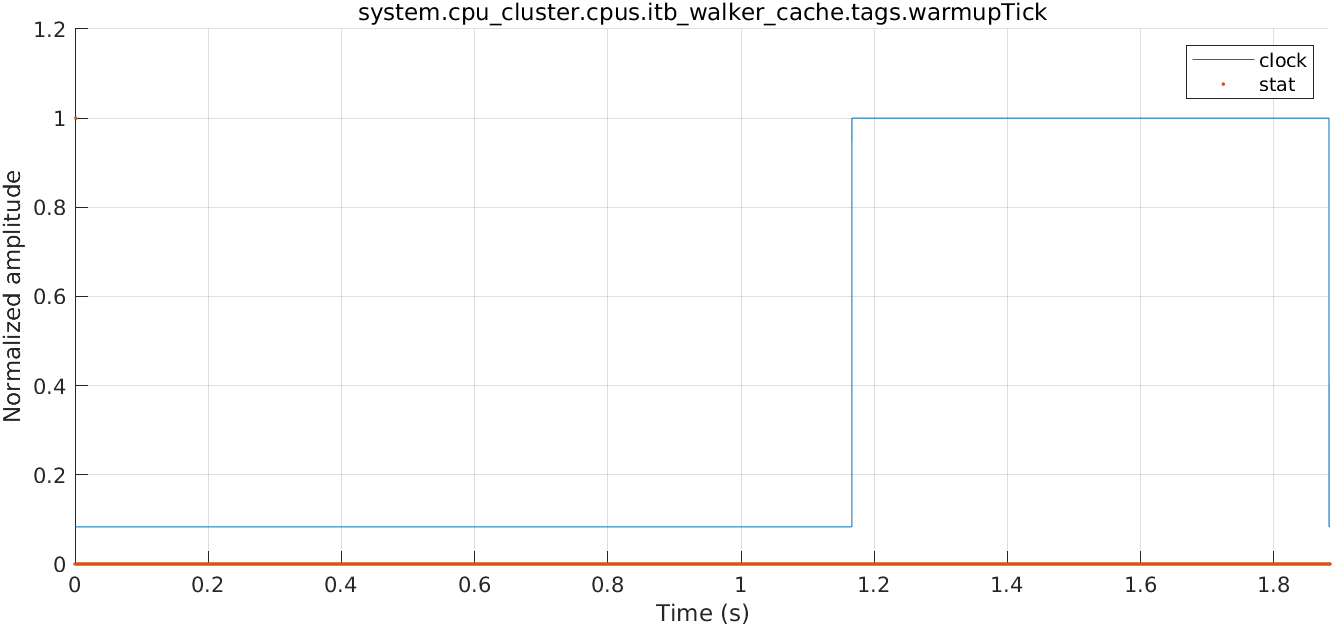 system.cpu_cluster.cpus.itb_walker_cache.tags.warmupTick
1.2
clock
stat
1
0.8
Normalized amplitude
0.6
0.4
0.2
0
0 0.2 0.4 0.6 0.8 1 1.2 1.4 1.6 1.8
Time (s)